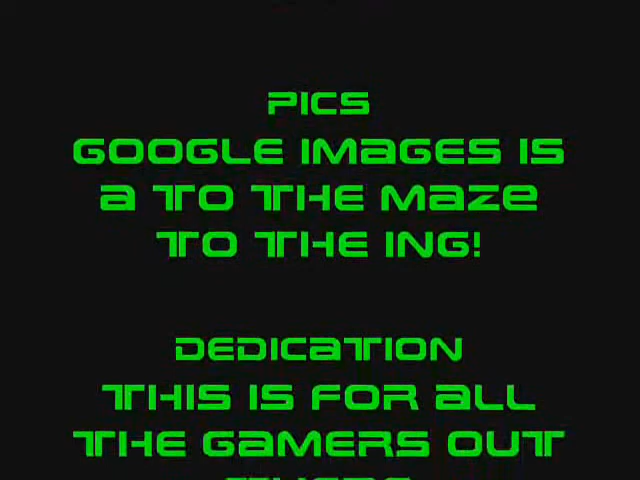 PICS
GOOGLE IMAGES IS
A TO THE MAZE
TO THE ING!
DEDICATION
THIS IS FOR ALL
THE GAMERS OUT